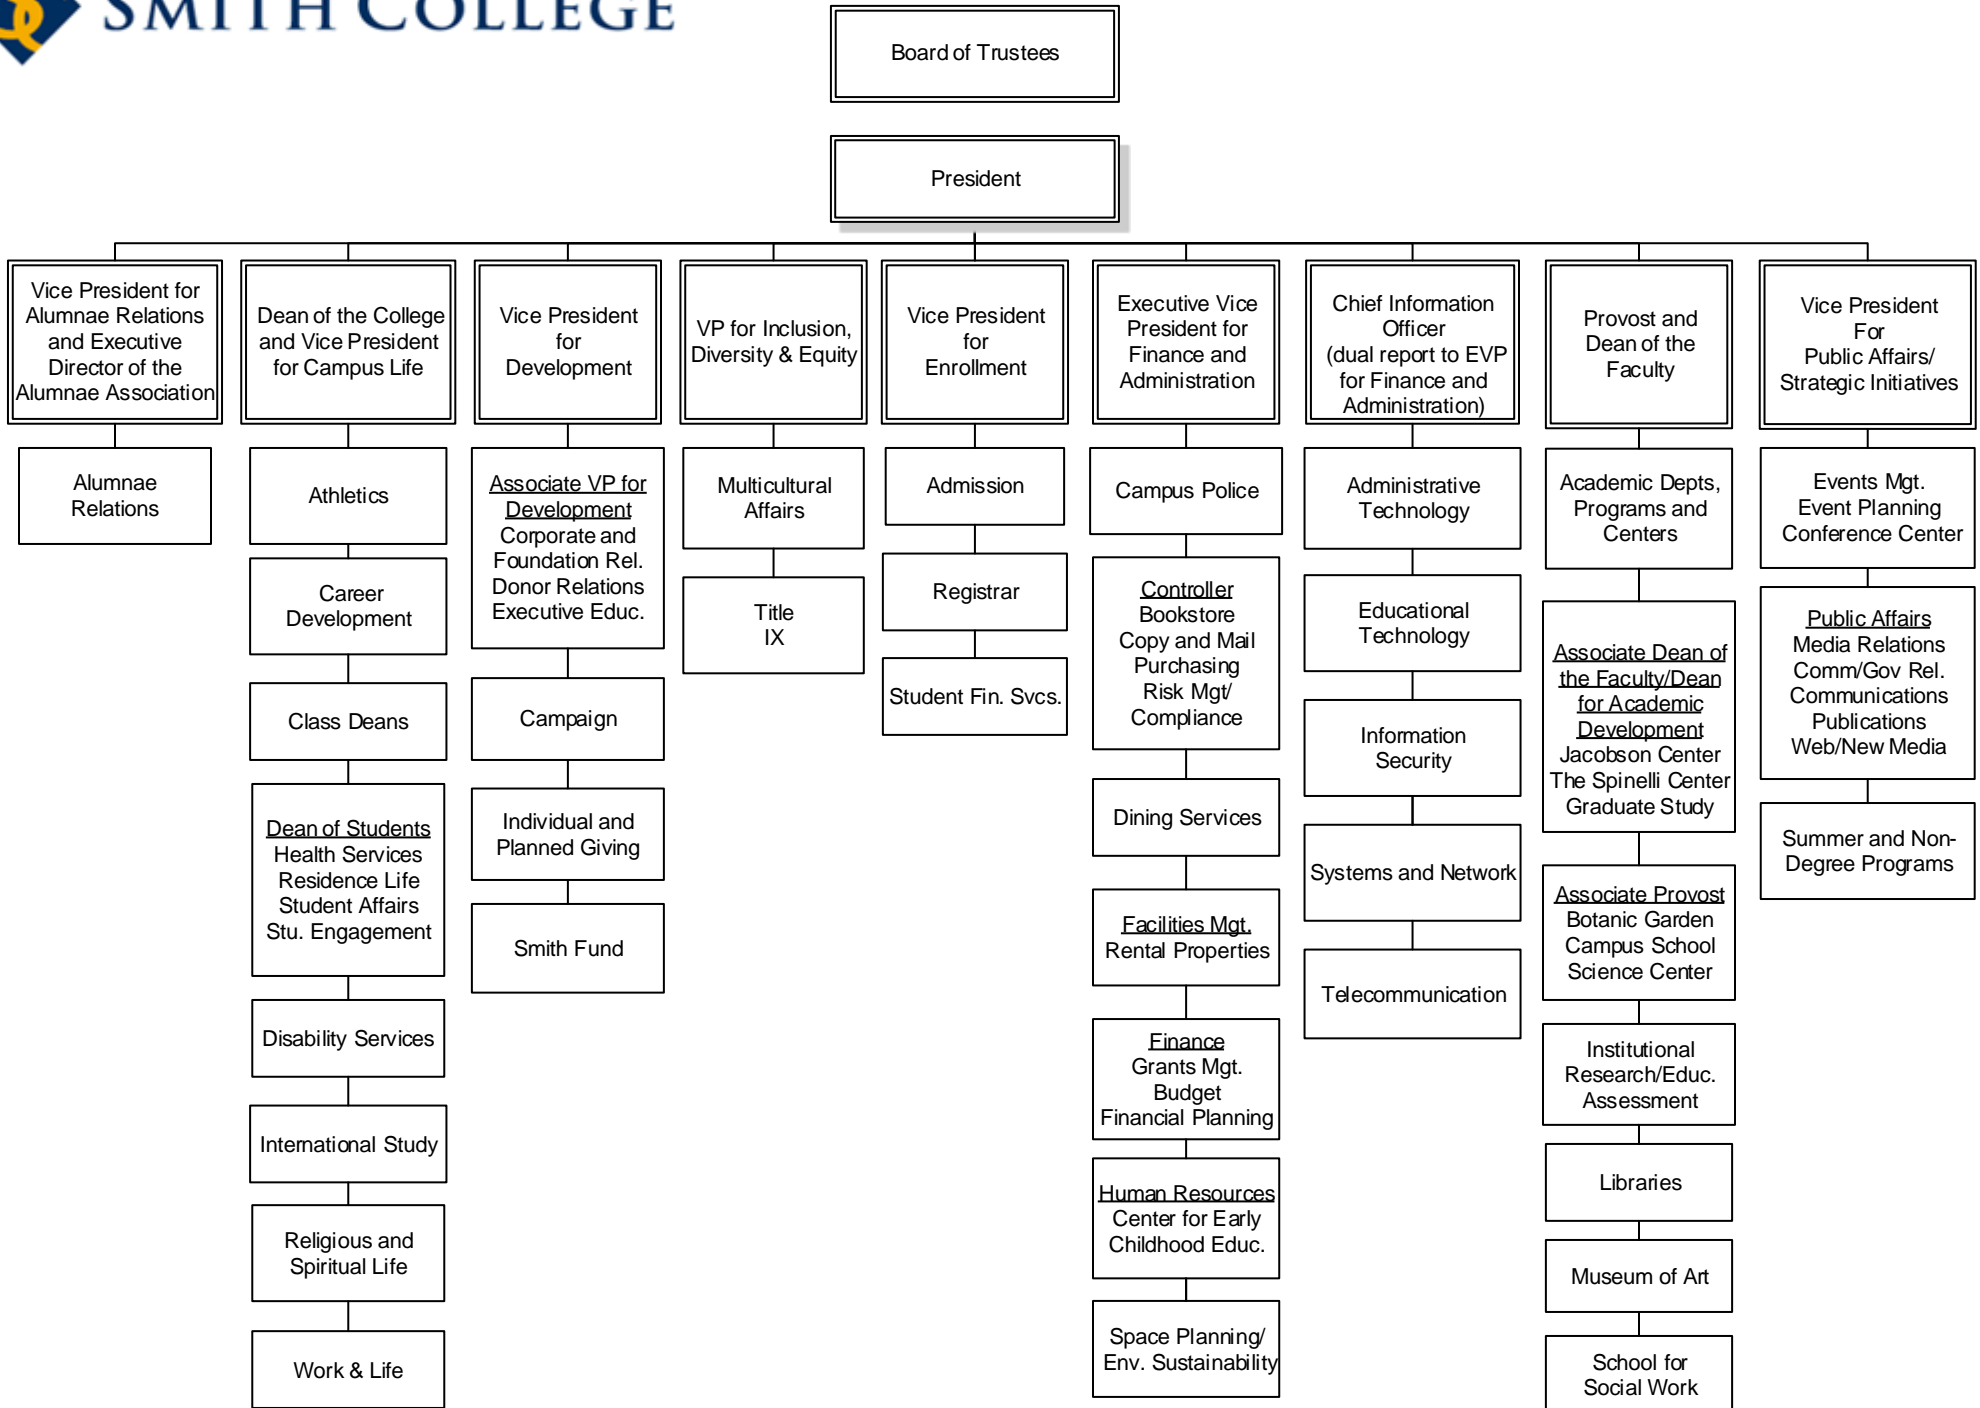 SMITH COLLEGE
Board of Trustees
President
Vice President for
Alumnae Relations
and Executive
Director of the
Alumnae Association
Alumnae
Relations
Dean of the College
and Vice President
for Campus Life
Athletics
Career
Development
Class Deans
Dean of Students
Health Services
Residence Life
Student Affairs
Stu. Engagement
Disability Services
International Study
Religious and
Spiritual Life
Work & Life
Vice President
for
Development
Associate VP for
Development
Corporate and
Foundation Rel.
Donor Relations
Executive Educ.
Campaign
Individual and
Planned Giving
Smith Fund
VP for Inclusion,
Diversity & Equity
Multicultural
Affairs
Title
IX
Vice President
for
Enrollment
Admission
Registrar
Student Fin. Svcs.
Executive Vice
President for
Finance and
Administration
Campus Police
Controller
Bookstore
Copy and Mail
Purchasing
Risk Mgt/
Compliance
Dining Services
Facilities Mgt.
Rental Properties
Finance
Grants Mgt.
Budget
Financial Planning
Human Resources
Center for Early
Childhood Educ.
Space Planning/
Env. Sustainability
Chief Information
Officer
(dual report to EVP
for Finance and
Administration)
Administrative
Technology
Educational
Technology
Information
Security
Systems and Network
Telecommunication
Provost and
Dean of the
Faculty
Academic Depts,
Programs and
Centers
Associate Dean of
the Faculty/Dean
for Academic
Development
Jacobson Center
The Spinelli Center
Graduate Study
Associate Provost
Botanic Garden
Campus School
Science Center
Institutional
Research/Educ.
Assessment
Libraries
Museum of Art
School for
Social Work
Vice President
For
Public Affairs/
Strategic Initiatives
Events Mgt.
Event Planning
Conference Center
Public Affairs
Media Relations
Comm/Gov Rel.
Communications
Publications
Web/New Media
Summer and Non-
Degree Programs